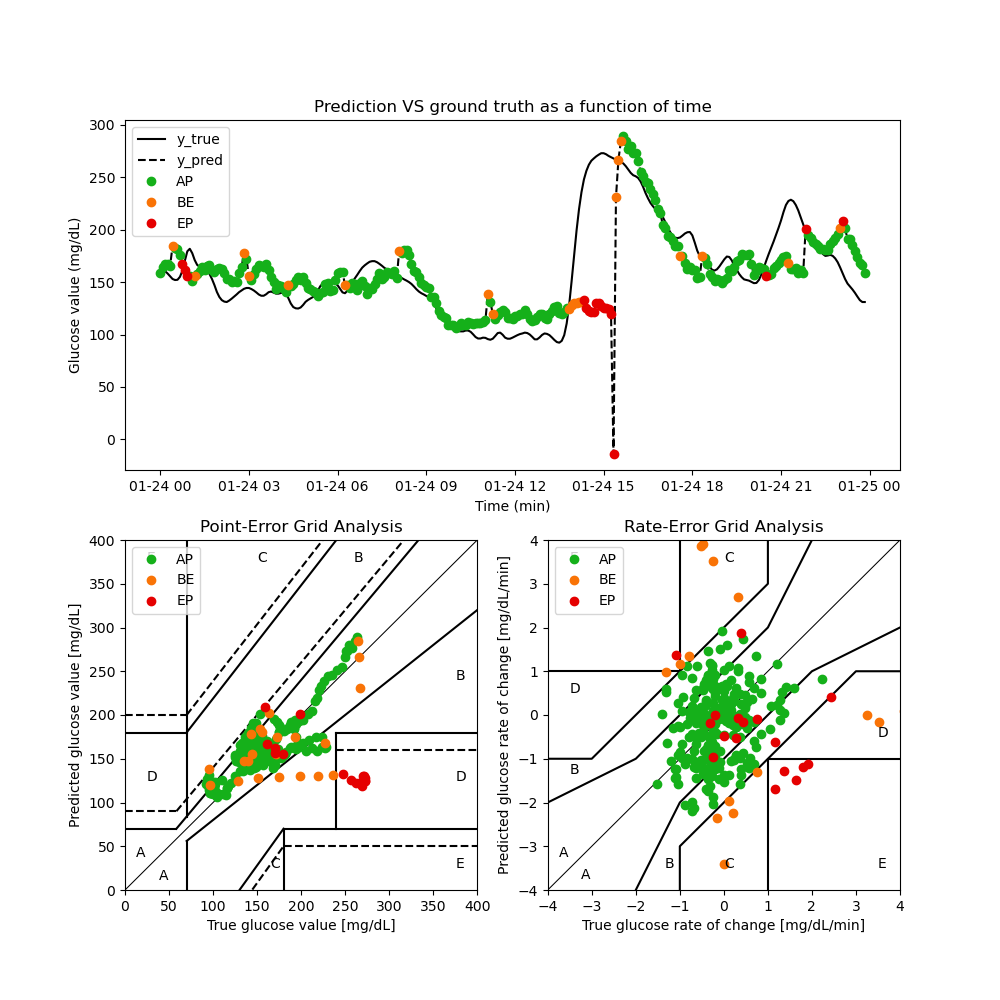 Prediction VS ground truth as a function of time
Glucose value (mg/dL)
300
250
200
150
100
50
0
y_true
y_pred
AP
BE
EP
01-24 00 01-24 03 01-24 06 01-24 09 01-24 12 01-24 15 01-24 18 01-24 21 01-25 00
Time (min)
Point-Error Grid Analysis
Predicted glucose value [mg/dL]
400
350
300
250
200
150
100
50
0
AP
BE
EP
C
B
B
D
D
A
A
C
E
0 50 100 150 200 250 300 350 400
True glucose value [mg/dL]
Rate-Error Grid Analysis
Predicted glucose rate of change [mg/dL/min]
4
3
2
1
0
−1
−2
−3
−4
AP
BE
EP
C
D
D
B
A
A
B
C
E
−4 −3 −2 −1 0 1 2 3 4
True glucose rate of change [mg/dL/min]